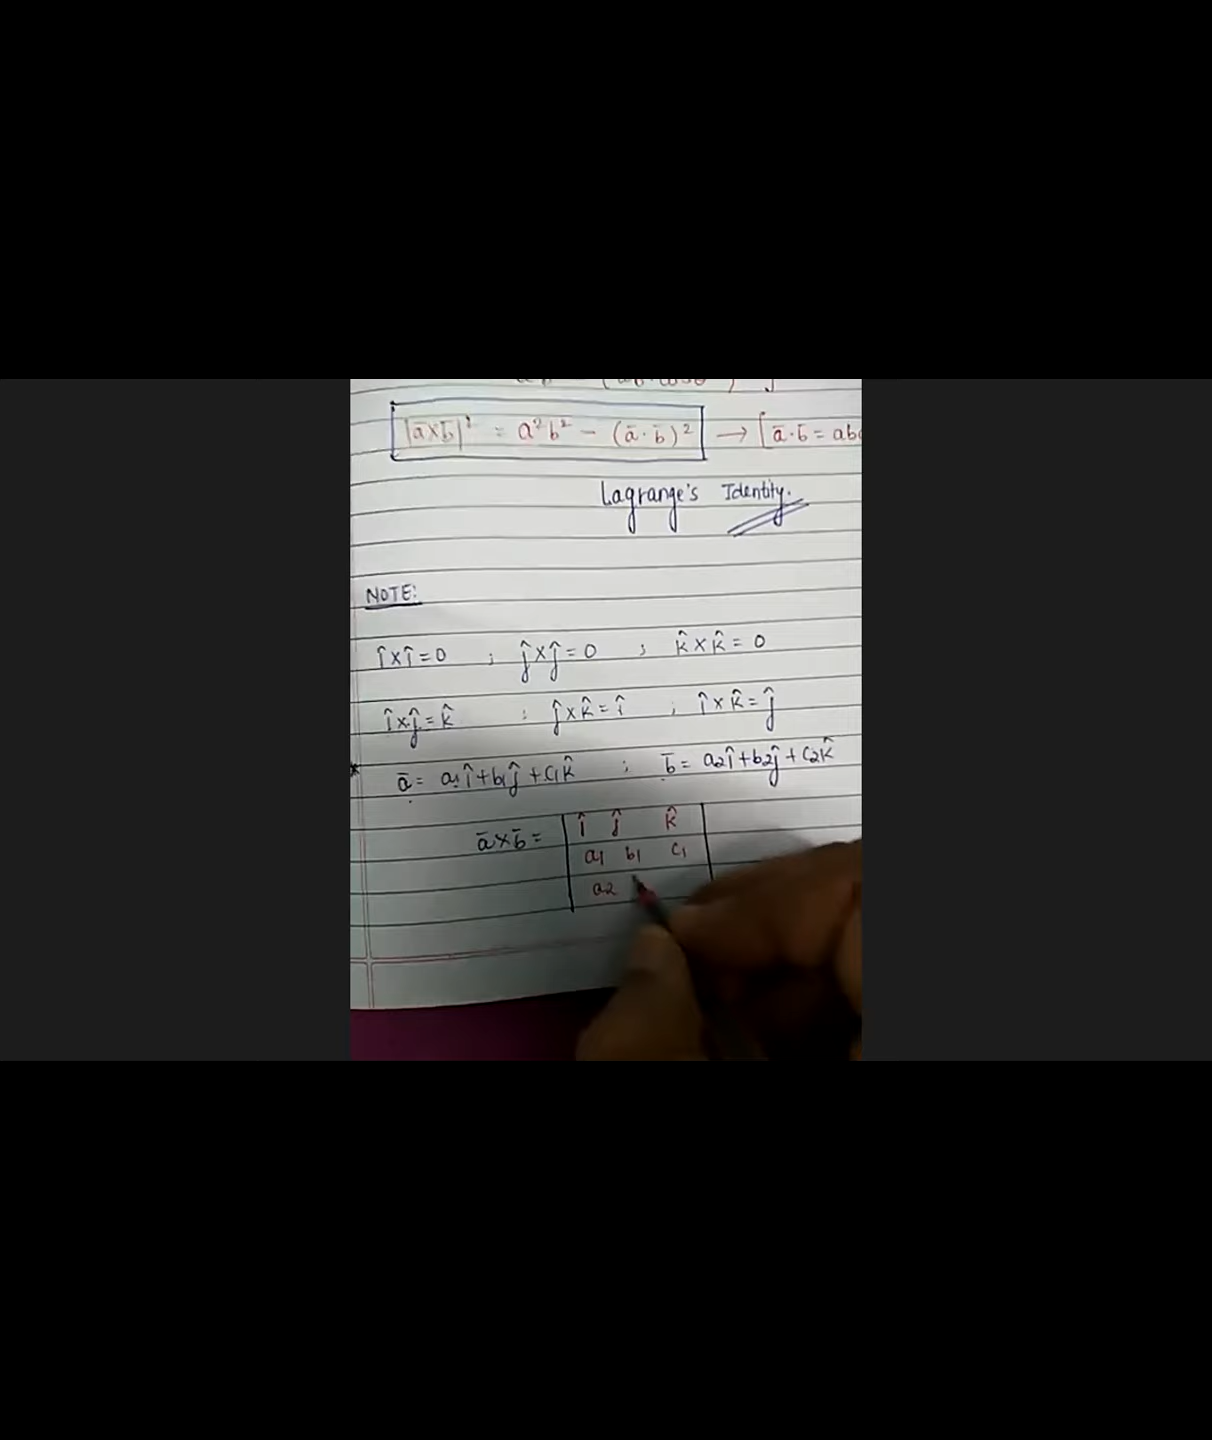 |a̅×b̅|² = a²b² − (a̅·b̅)² → [a̅·b̅ = ab
Lagrange's Identity.
NOTE:
î×î=0 ; ĵ×ĵ=0 ; k̂×k̂=0
î×ĵ=k̂ ; ĵ×k̂=î ; î×k̂=ĵ
* a̅= a1î+b1ĵ+c1k̂ ; b̅= a2î+b2ĵ+c2k̂
a̅×b̅= | î ĵ k̂ |
a1 b1 c1
a2